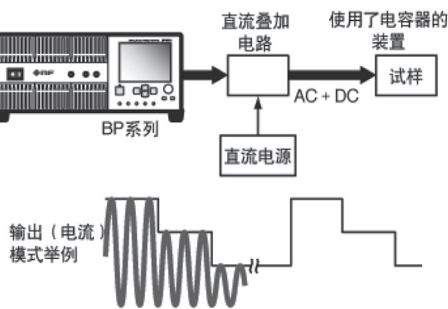 直流叠加
电路
使用了电容器的
装置
试样
AC + DC
BP系列
直流电源
输出（电流）
模式举例